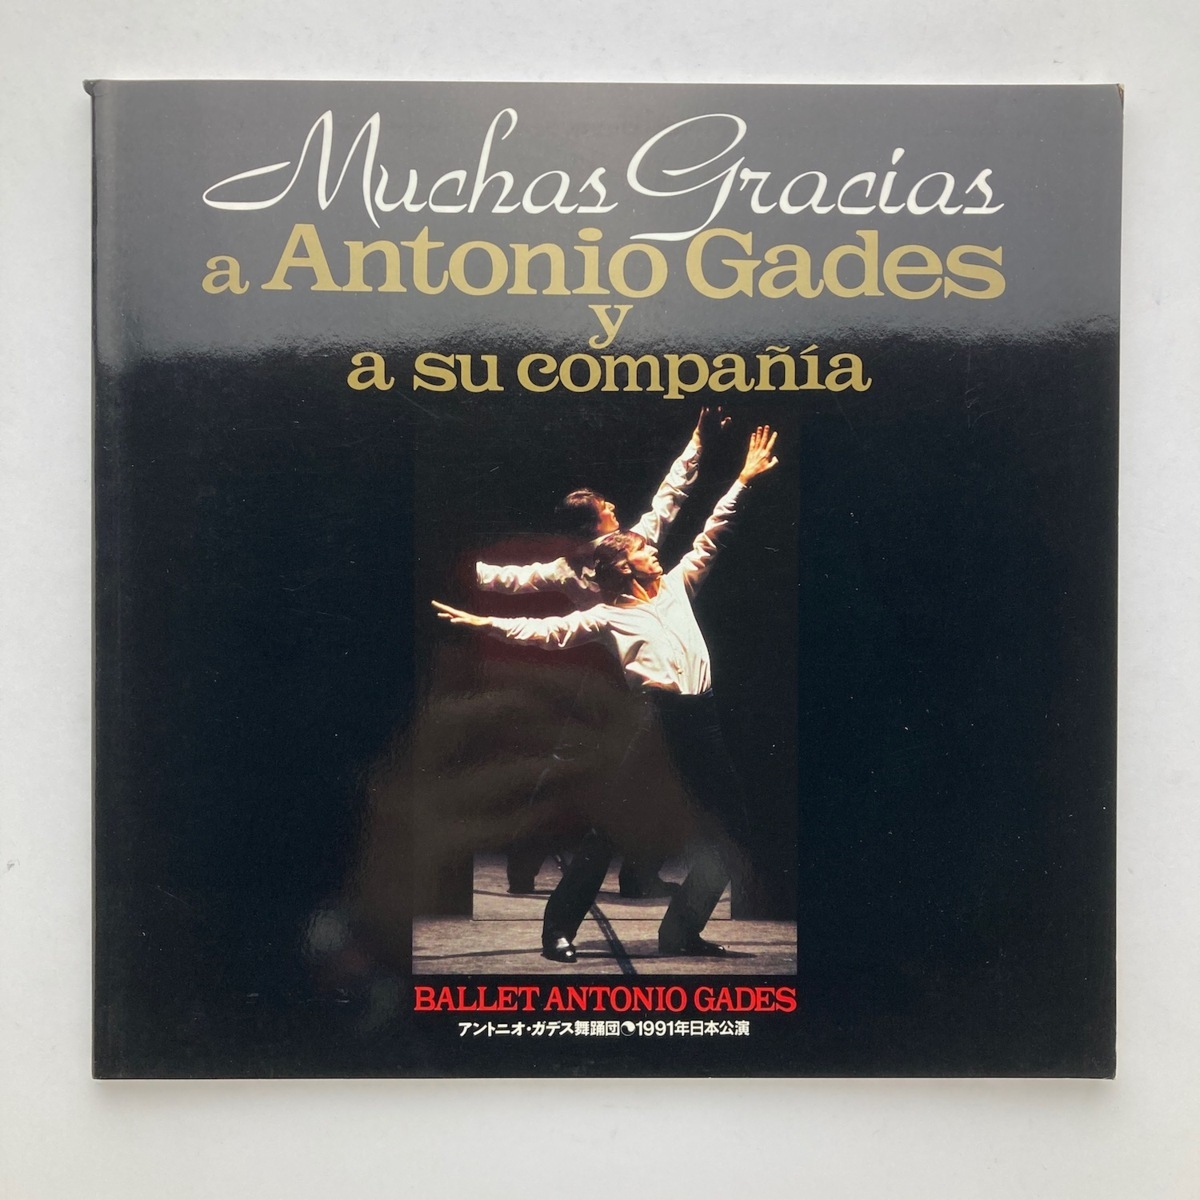 Muchas Gracias
a Antonio Gades
y
a su compañía
BALLET ANTONIO GADES
アントニオ・ガデス舞踊団●1991年日本公演